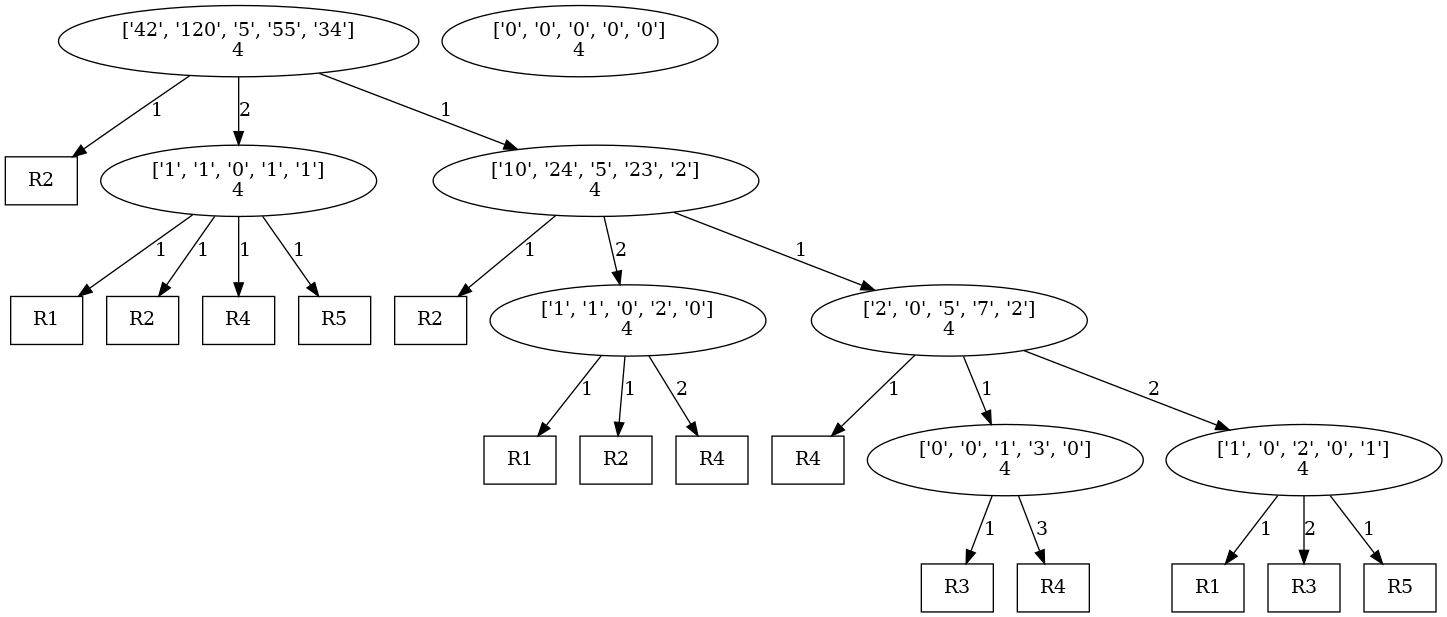 ['42', '120', '5', '55', '34']
4
['0', '0', '0', '0', '0']
4
1
2
1
R2
['1', '1', '0', '1', '1']
4
['10', '24', '5', '23', '2']
4
1
1
1
1
1
2
1
R1
R2
R4
R5
R2
['1', '1', '0', '2', '0']
4
['2', '0', '5', '7', '2']
4
1
1
2
1
1
2
R1
R2
R4
R4
['0', '0', '1', '3', '0']
4
['1', '0', '2', '0', '1']
4
1
3
1
2
1
R3
R4
R1
R3
R5